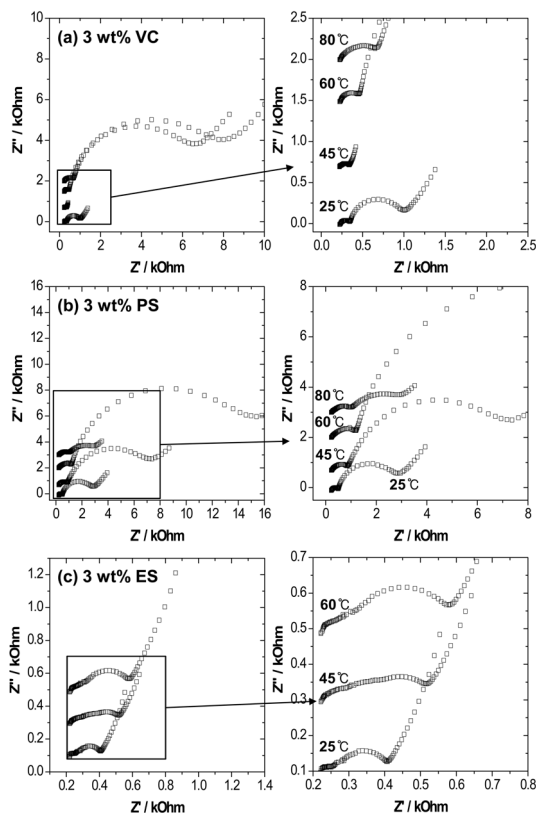 (a) 3 wt% VC
Z'' / kOhm
10
8
6
4
2
0
0 2 4 6 8 10
Z' / kOhm
Z'' / kOhm
2.5
2.0
1.5
1.0
0.5
0.0
80℃
60℃
45℃
25℃
0.0 0.5 1.0 1.5 2.0 2.5
Z' / kOhm
(b) 3 wt% PS
Z'' / kOhm
16
14
12
10
8
6
4
2
0
0 2 4 6 8 10 12 14 16
Z' / kOhm
Z'' / kOhm
8
6
4
2
0
80℃
60℃
45℃
25℃
0 2 4 6 8
Z' / kOhm
(c) 3 wt% ES
Z'' / kOhm
1.2
1.0
0.8
0.6
0.4
0.2
0.0
0.2 0.4 0.6 0.8 1.0 1.2 1.4
Z' / kOhm
Z'' / kOhm
0.7
0.6
0.5
0.4
0.3
0.2
0.1
60℃
45℃
25℃
0.2 0.3 0.4 0.5 0.6 0.7 0.8
Z' / kOhm